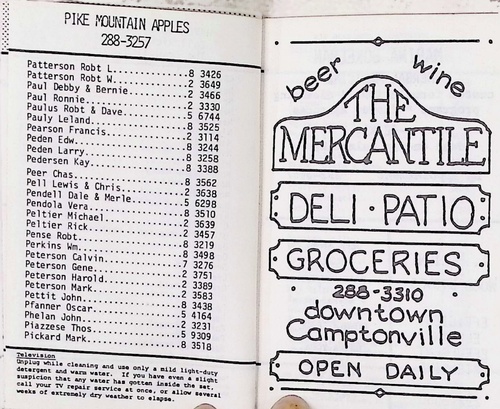 PIKE MOUNTAIN APPLES
288-3257
Patterson Robt L..............8 3426
Patterson Robt W..............2 3649
Paul Debby & Bernie...........2 3466
Paul Ronnie...................2 3330
Paulus Robt & Dave............5 6744
Pauly Leland..................8 3525
Pearson Francis...............2 3114
Peden Edw.....................8 3244
Peden Larry...................8 3258
Pedersen Kay..................8 3388
Peer Chas.....................8 3562
Pell Lewis & Chris............2 3638
Pendell Dale & Merle..........5 6298
Pendola Vera..................8 3510
Peltier Michael...............2 3639
Peltier Rick..................2 3457
Pense Robt....................8 3219
Perkins Wm....................8 3498
Peterson Calvin...............7 3276
Peterson Gene.................2 3751
Peterson Harold...............2 3389
Peterson Mark.................2 3583
Pettit John...................8 3438
Pfanner Oscar.................5 4164
Phelan John...................2 3231
Piazzese Thos.................5 9309
Pickard Mark..................8 3518
Television
Unplug while cleaning and use only a mild light-duty
detergent and warm water. If you have even a slight
suspicion that any water has gotten inside the set,
call your TV repair service at once, or allow several
weeks of extremely dry weather to elapse.
beer wine
THE
MERCANTILE
DELI · PATIO
GROCERIES
288-3310
downtown
Camptonville
OPEN DAILY